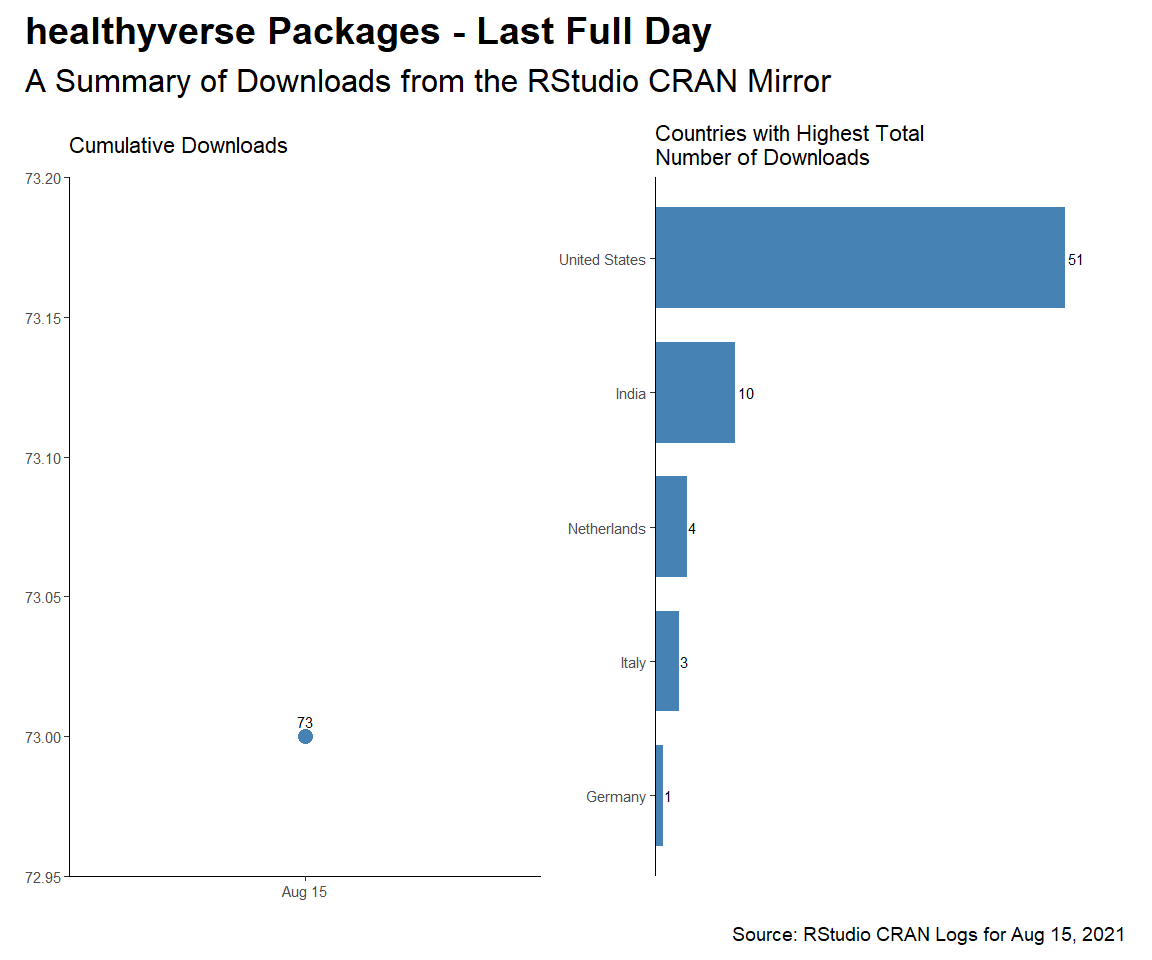 healthyverse Packages - Last Full Day
A Summary of Downloads from the RStudio CRAN Mirror
Cumulative Downloads
73.20
73.15
73.10
73.05
73.00
72.95
73
Aug 15
Countries with Highest Total
Number of Downloads
United States
51
India
10
Netherlands
4
Italy
3
Germany
1
Source: RStudio CRAN Logs for Aug 15, 2021